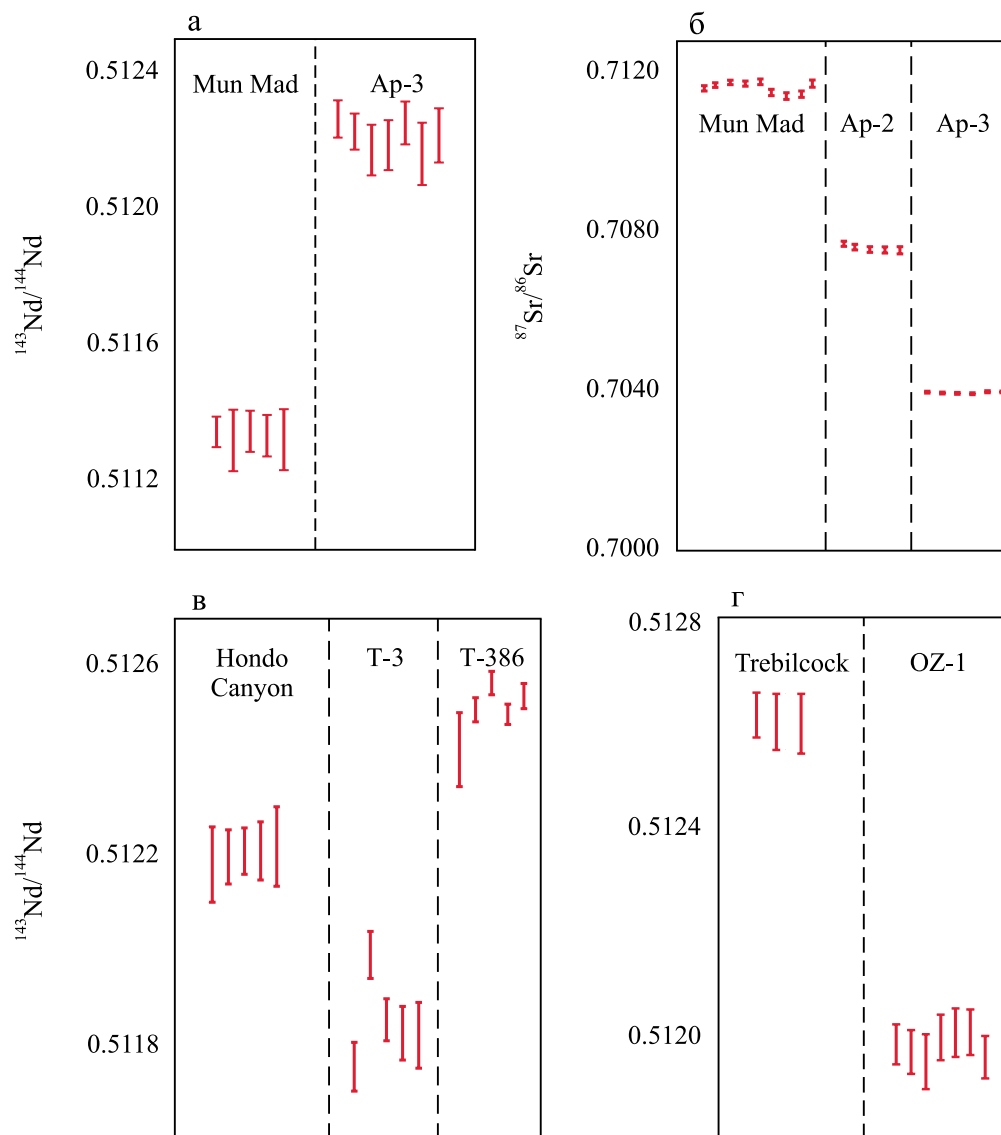 а
0.5124
Mun Mad
Ap-3
0.5120
0.5116
0.5112
¹⁴³Nd/¹⁴⁴Nd
б
0.7120
Mun Mad
Ap-2
Ap-3
0.7080
0.7040
0.7000
⁸⁷Sr/⁸⁶Sr
в
0.5126
Hondo
Canyon
T-3
T-386
0.5122
0.5118
¹⁴³Nd/¹⁴⁴Nd
г
0.5128
Trebilcock
OZ-1
0.5124
0.5120